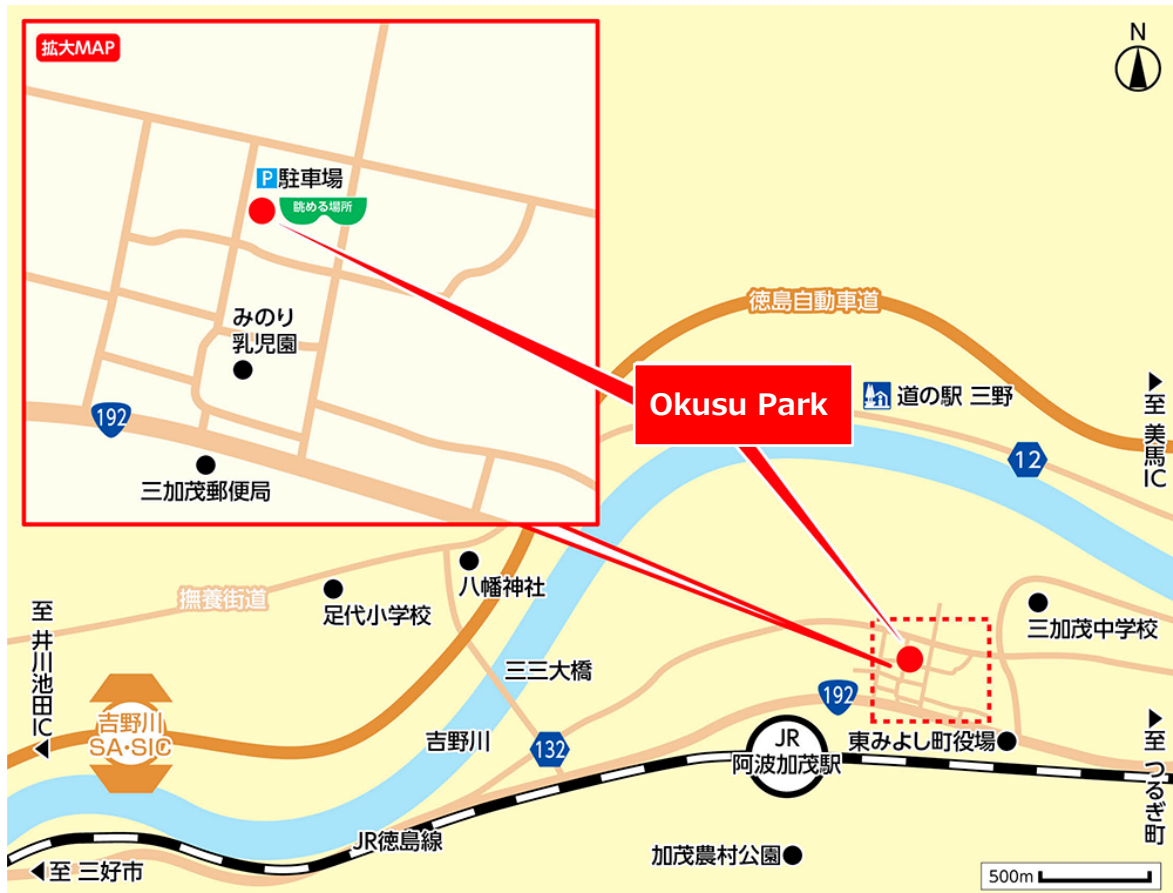 拡大MAP
N
P駐車場
眺める場所
みのり
乳児園
192
三加茂郵便局
徳島自動車道
Okusu Park
道の駅 三野
12
至 美馬IC
撫養街道
足代小学校
八幡神社
三加茂中学校
至 井川池田IC
三三大橋
192
吉野川
SA・SIC
吉野川
132
JR
阿波加茂駅
東みよし町役場
至 つるぎ町
JR徳島線
至 三好市
加茂農村公園
500m